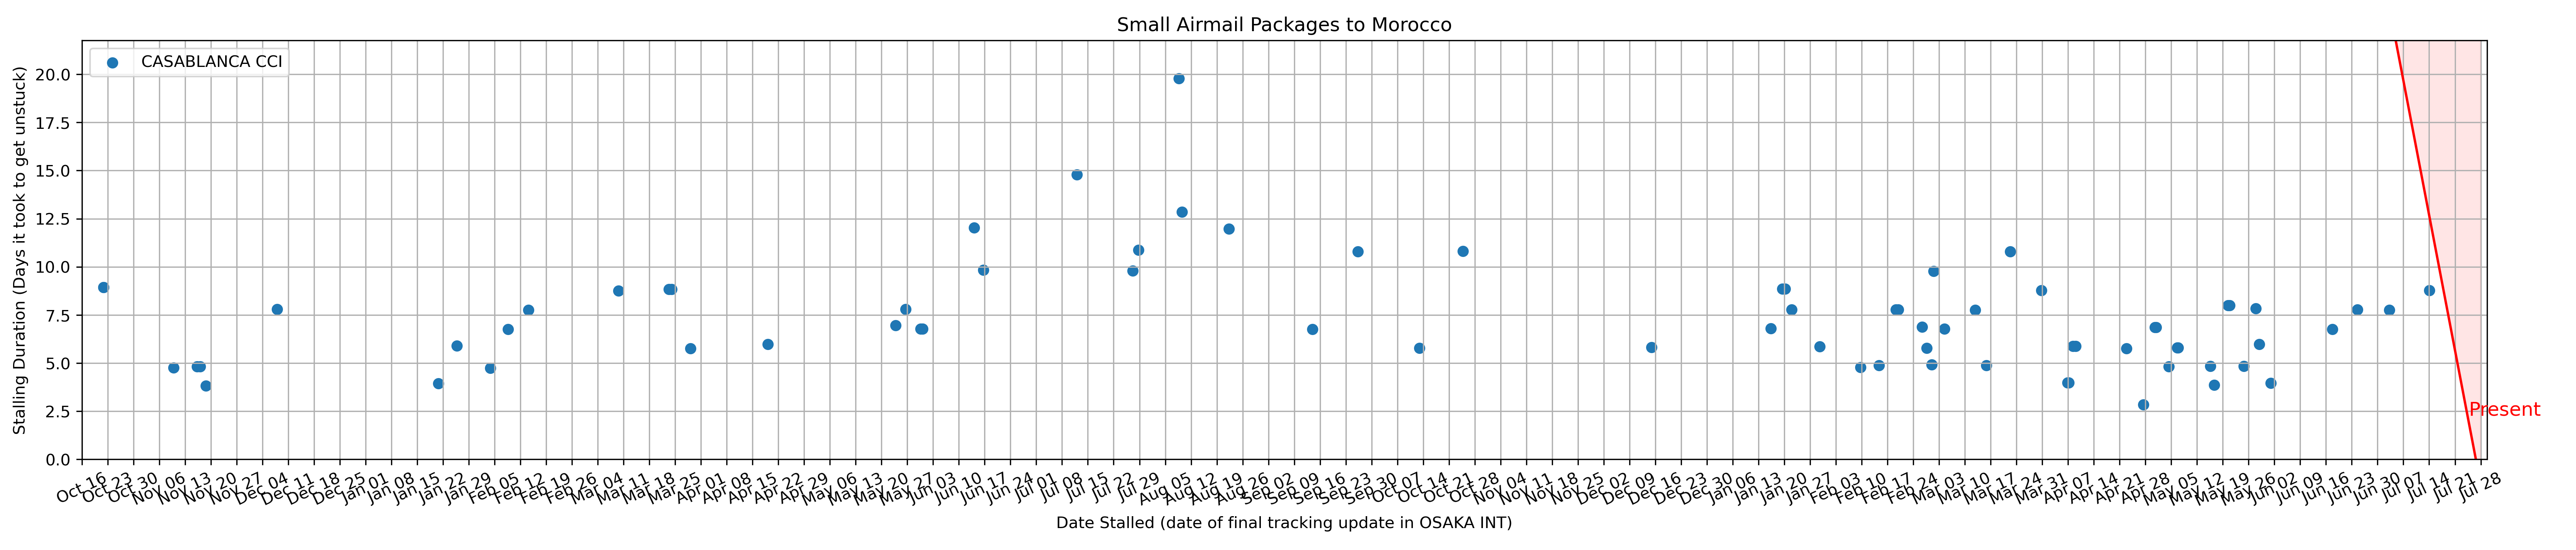 Small Airmail Packages to Morocco
CASABLANCA CCI
Stalling Duration (Days it took to get unstuck)
20.0
17.5
15.0
12.5
10.0
7.5
5.0
2.5
0.0
Present
Oct 16
Oct 23
Oct 30
Nov 06
Nov 13
Nov 20
Nov 27
Dec 04
Dec 11
Dec 18
Dec 25
Jan 01
Jan 08
Jan 15
Jan 22
Jan 29
Feb 05
Feb 12
Feb 19
Feb 26
Mar 04
Mar 11
Mar 18
Mar 25
Apr 01
Apr 08
Apr 15
Apr 22
Apr 29
May 06
May 13
May 20
May 27
Jun 03
Jun 10
Jun 17
Jun 24
Jul 01
Jul 08
Jul 15
Jul 22
Jul 29
Aug 05
Aug 12
Aug 19
Aug 26
Sep 02
Sep 09
Sep 16
Sep 23
Sep 30
Oct 07
Oct 14
Oct 21
Oct 28
Nov 04
Nov 11
Nov 18
Nov 25
Dec 02
Dec 09
Dec 16
Dec 23
Dec 30
Jan 06
Jan 13
Jan 20
Jan 27
Feb 03
Feb 10
Feb 17
Feb 24
Mar 03
Mar 10
Mar 17
Mar 24
Mar 31
Apr 07
Apr 14
Apr 21
Apr 28
May 05
May 12
May 19
May 26
Jun 02
Jun 09
Jun 16
Jun 23
Jun 30
Jul 07
Jul 14
Jul 21
Jul 28
Date Stalled (date of final tracking update in OSAKA INT)